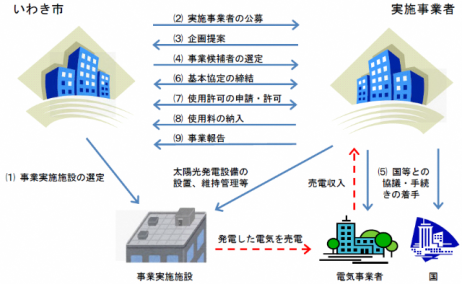 いわき市
実施事業者
(2) 実施事業者の公募
(3) 企画提案
(4) 事業候補者の選定
(6) 基本協定の締結
(7) 使用許可の申請・許可
(8) 使用料の納入
(9) 事業報告
(1) 事業実施施設の選定
太陽光発電設備の
設置、維持管理等
売電収入
(5) 国等との
協議・手続
きの着手
発電した電気を売電
事業実施施設
電気事業者
国